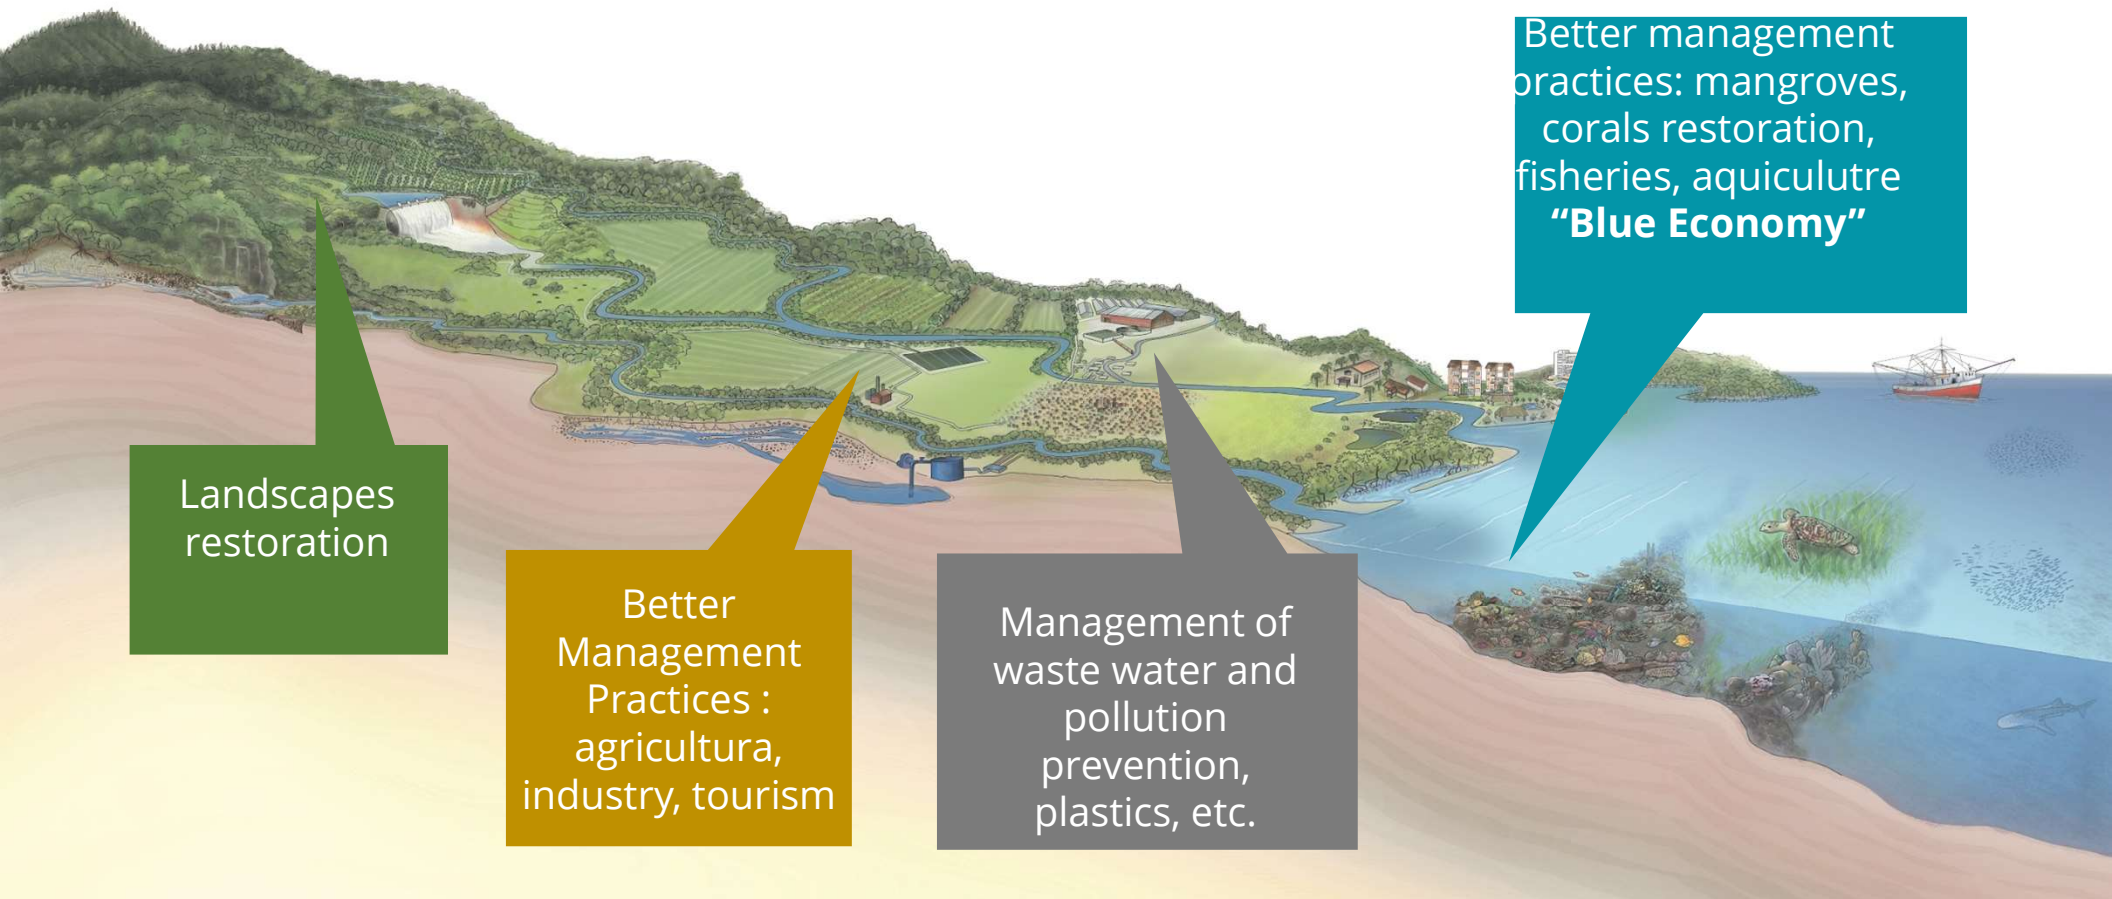 Better management
practices: mangroves,
corals restoration,
fisheries, aquiculutre
“Blue Economy”
Landscapes
restoration
Better
Management
Practices :
agricultura,
industry, tourism
Management of
waste water and
pollution
prevention,
plastics, etc.